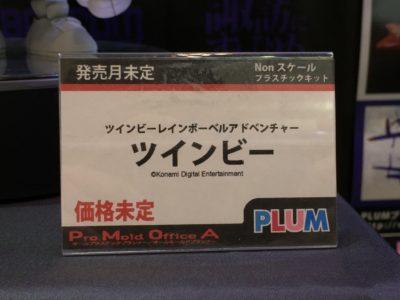 発売月未定
Non スケール
プラスチックキット
ツインビーレインボーベルアドベンチャー
ツインビー
©Konami Digital Entertainment
価格未定
PLUM
Pro Mold Office A
PLUM